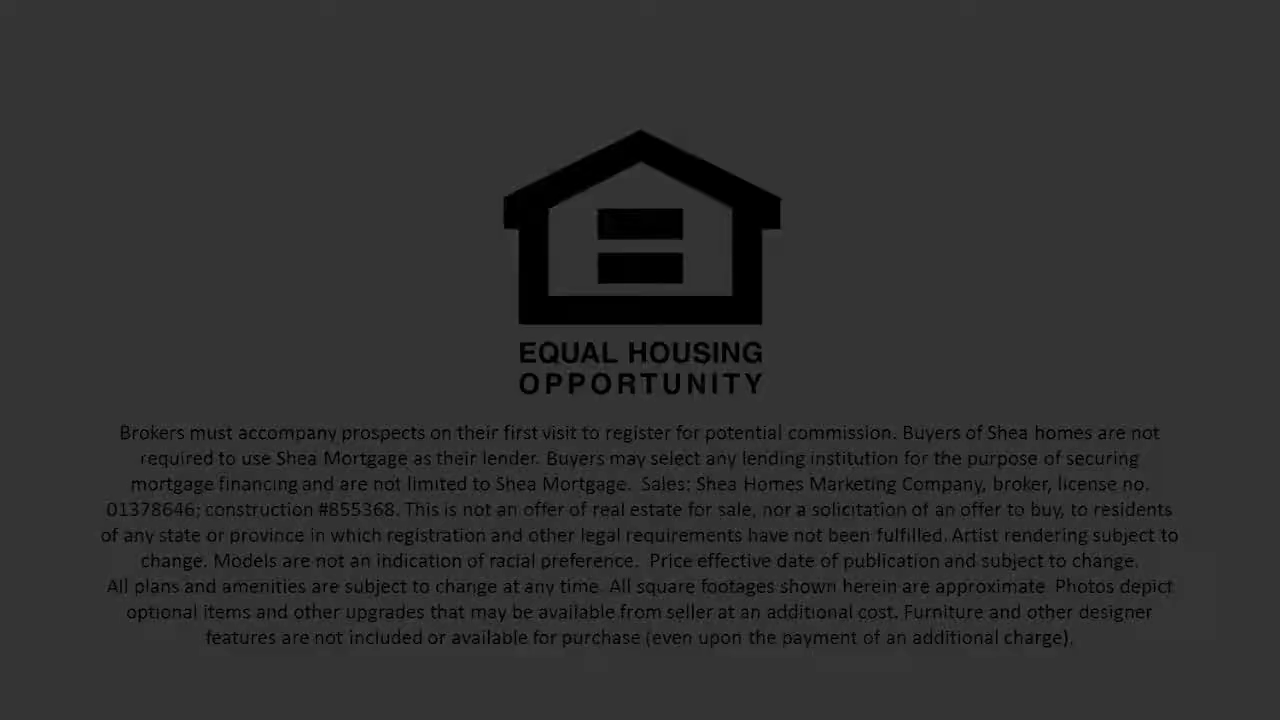 EQUAL HOUSING
OPPORTUNITY
Brokers must accompany prospects on their first visit to register for potential commission. Buyers of Shea homes are not
required to use Shea Mortgage as their lender. Buyers may select any lending institution for the purpose of securing
mortgage financing and are not limited to Shea Mortgage.  Sales: Shea Homes Marketing Company, broker, license no.
01378646; construction #855368. This is not an offer of real estate for sale, nor a solicitation of an offer to buy, to residents
of any state or province in which registration and other legal requirements have not been fulfilled. Artist rendering subject to
change. Models are not an indication of racial preference.  Price effective date of publication and subject to change.
All plans and amenities are subject to change at any time. All square footages shown herein are approximate. Photos depict
optional items and other upgrades that may be available from seller at an additional cost. Furniture and other designer
features are not included or available for purchase (even upon the payment of an additional charge).